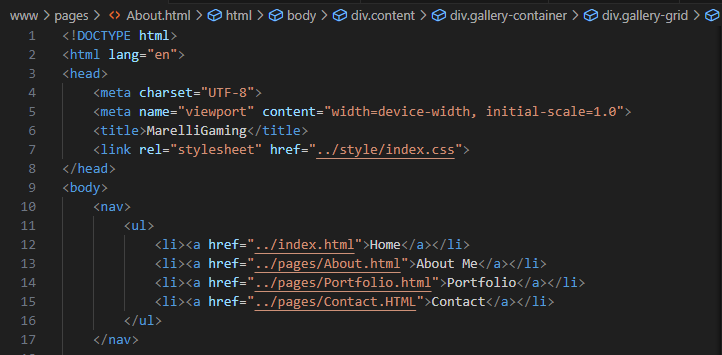 www > pages > About.html > html > body > div.content > div.gallery-container > div.gallery-grid >
1 <!DOCTYPE html>
2 <html lang="en">
3 <head>
4     <meta charset="UTF-8">
5     <meta name="viewport" content="width=device-width, initial-scale=1.0">
6     <title>MarelliGaming</title>
7     <link rel="stylesheet" href="../style/index.css">
8 </head>
9 <body>
10     <nav>
11         <ul>
12             <li><a href="../index.html">Home</a></li>
13             <li><a href="../pages/About.html">About Me</a></li>
14             <li><a href="../pages/Portfolio.html">Portfolio</a></li>
15             <li><a href="../pages/Contact.HTML">Contact</a></li>
16         </ul>
17     </nav>